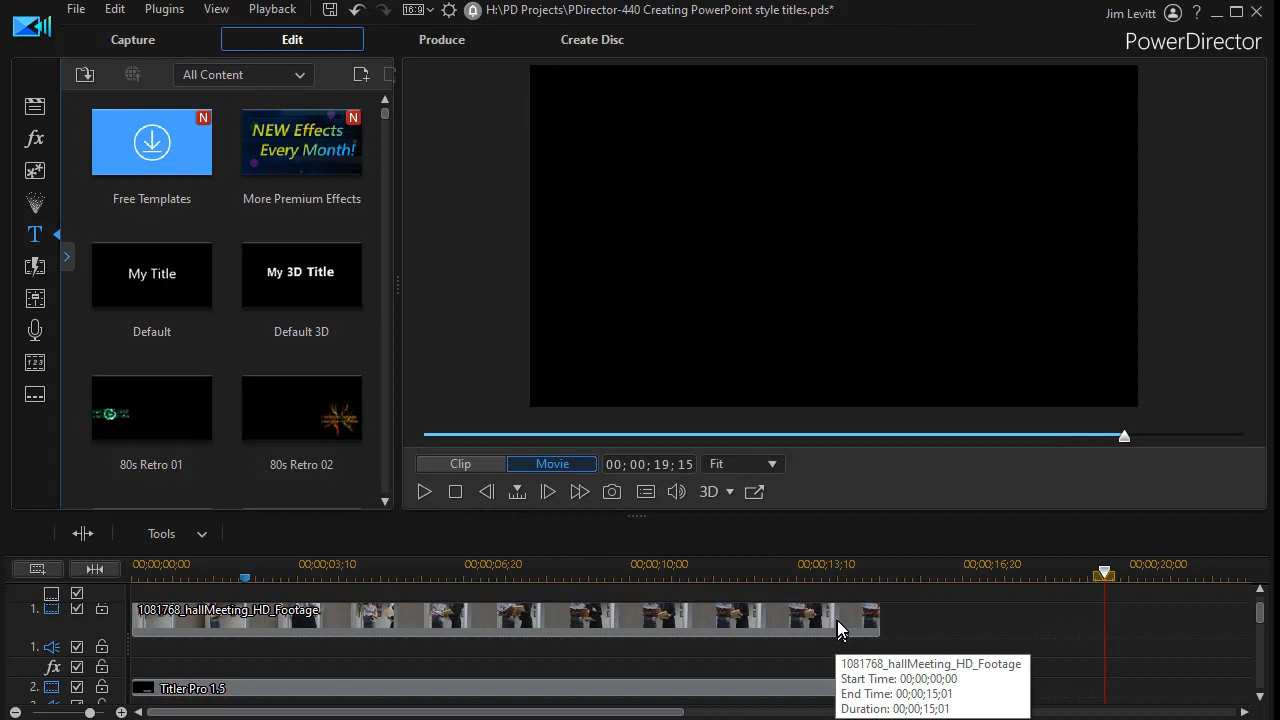 File Edit Plugins View Playback 16:9 H:\PD Projects\PDirector-440 Creating PowerPoint style titles.pds* Jim Levitt ?
Capture Edit Produce Create Disc PowerDirector
All Content
N N
NEW Effects
Every Month!
Free Templates More Premium Effects
My Title My 3D Title
Default Default 3D
80s Retro 01 80s Retro 02
fx
T
1 2 3
Clip Movie 00; 00; 19; 15 Fit
3D
Tools
00;00;00;00 00;00;03;10 00;00;06;20 00;00;10;00 00;00;13;10 00;00;16;20 00;00;20;00
1. 1081768_hallMeeting_HD_Footage
1.
fx
2. Titler Pro 1.5
1081768_hallMeeting_HD_Footage
Start Time: 00;00;00;00
End Time: 00;00;15;01
Duration: 00;00;15;01